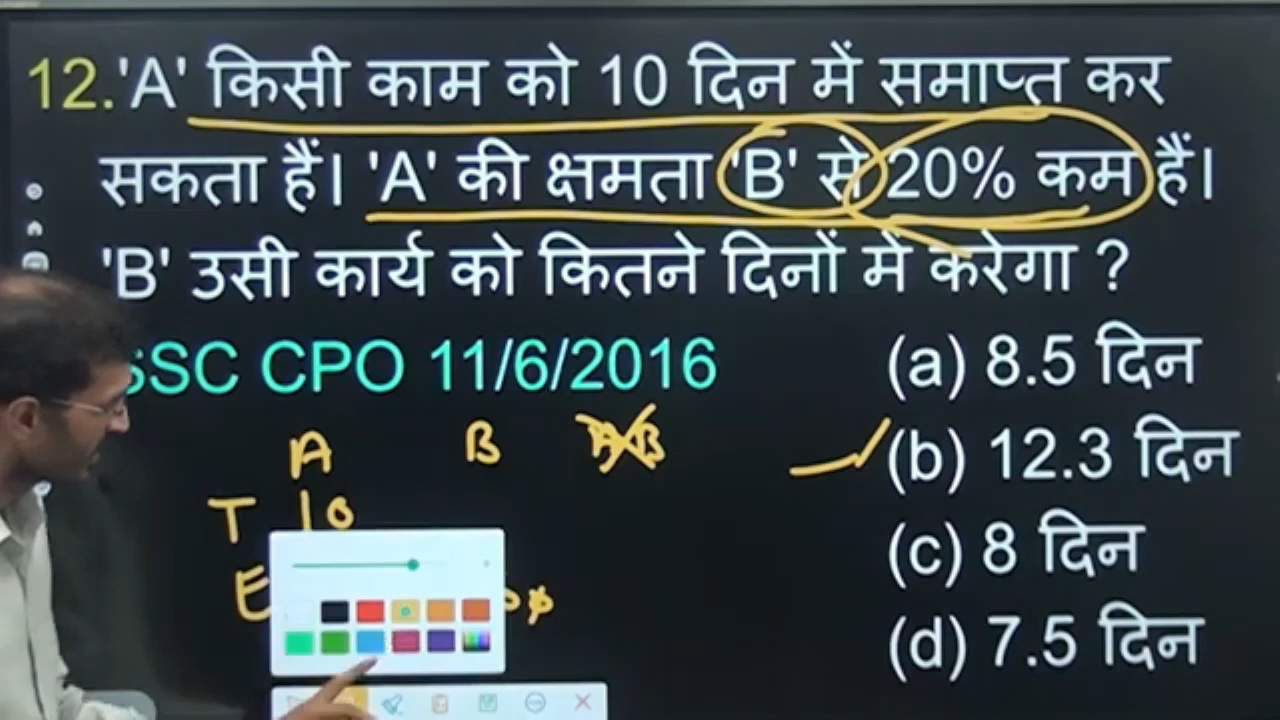 12. 'A' किसी काम को 10 दिन में समाप्त कर
सकता हैं। 'A' की क्षमता 'B' से 20% कम हैं।
'B' उसी कार्य को कितने दिनों में करेगा ?
SSC CPO 11/6/2016
(a) 8.5 दिन
(b) 12.3 दिन
(c) 8 दिन
(d) 7.5 दिन
A B
T 10
E